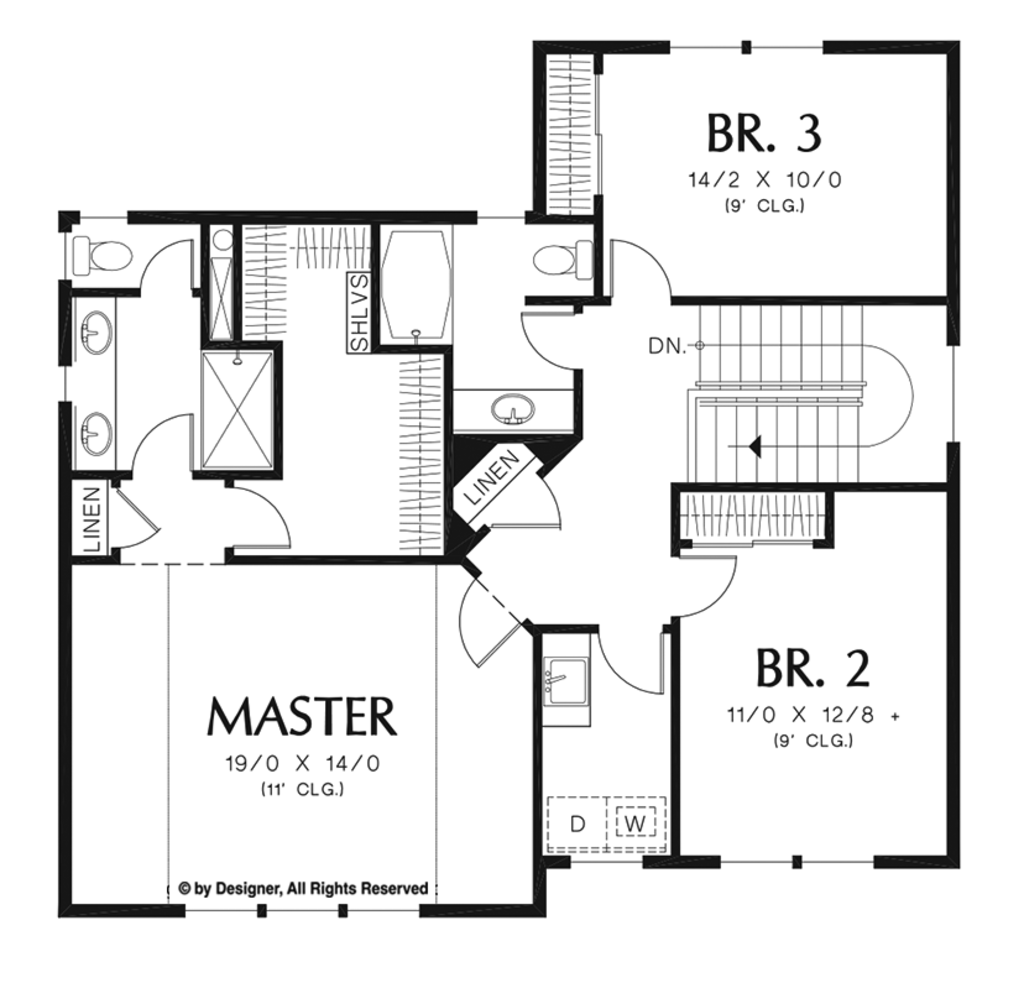 BR. 3
14/2 X 10/0
(9' CLG.)
SHLVS
DN.
LINEN
LINEN
BR. 2
11/0 X 12/8 +
(9' CLG.)
MASTER
19/0 X 14/0
(11' CLG.)
D
W
© by Designer, All Rights Reserved